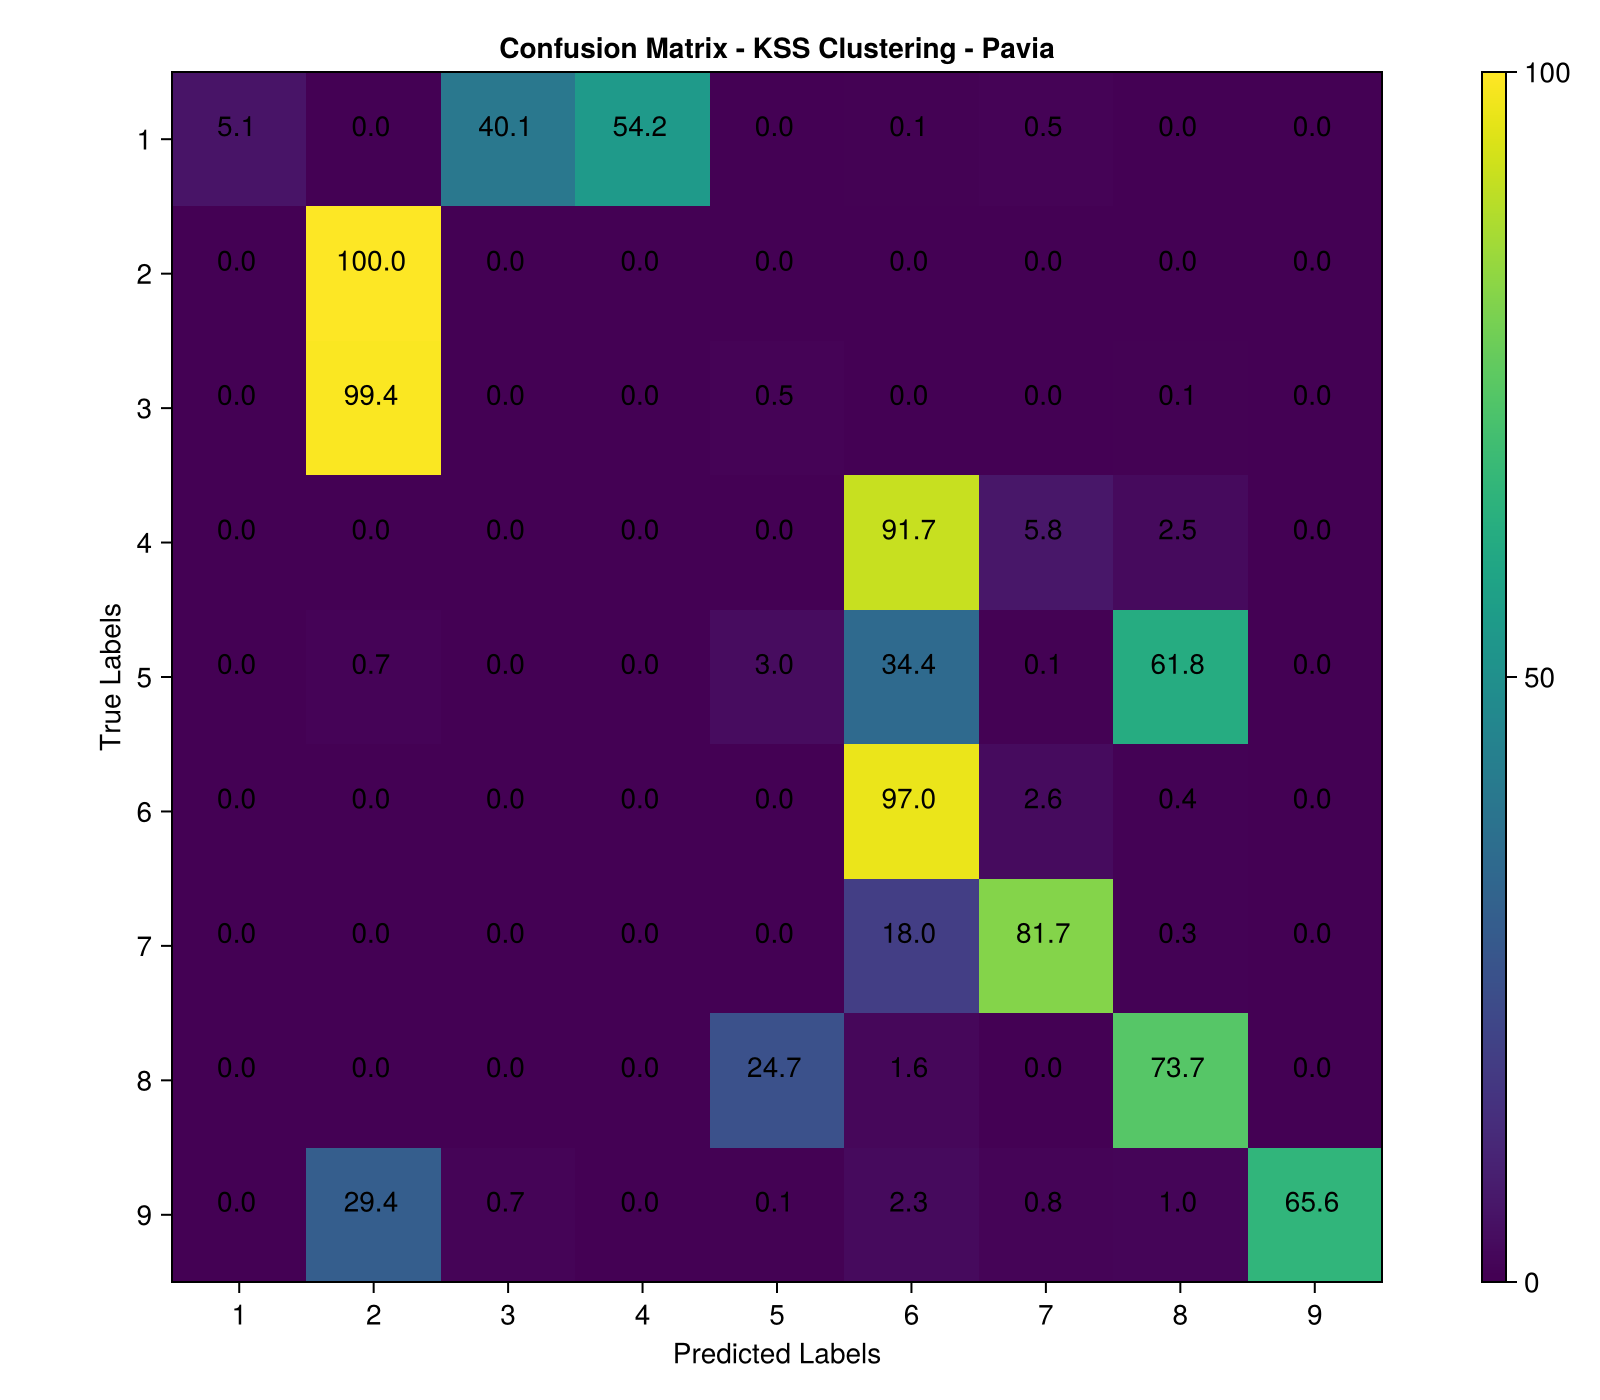 Confusion Matrix - KSS Clustering - Pavia
100
1 5.1 0.0 40.1 54.2 0.0 0.1 0.5 0.0 0.0
2 0.0 100.0 0.0 0.0 0.0 0.0 0.0 0.0 0.0
3 0.0 99.4 0.0 0.0 0.5 0.0 0.0 0.1 0.0
4 0.0 0.0 0.0 0.0 0.0 91.7 5.8 2.5 0.0
True Labels
5 0.0 0.7 0.0 0.0 3.0 34.4 0.1 61.8 0.0
50
6 0.0 0.0 0.0 0.0 0.0 97.0 2.6 0.4 0.0
7 0.0 0.0 0.0 0.0 0.0 18.0 81.7 0.3 0.0
8 0.0 0.0 0.0 0.0 24.7 1.6 0.0 73.7 0.0
9 0.0 29.4 0.7 0.0 0.1 2.3 0.8 1.0 65.6
0
1 2 3 4 5 6 7 8 9
Predicted Labels